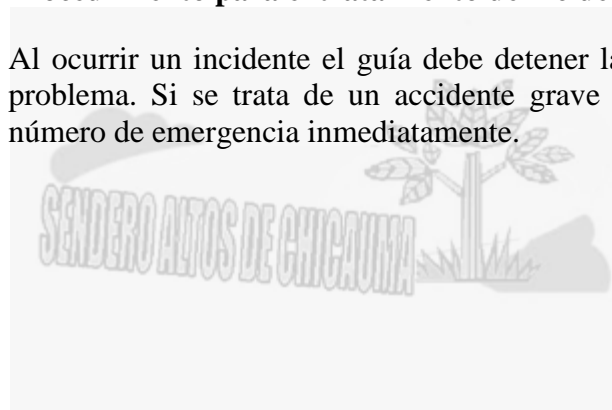 Al ocurrir un incidente el guía debe detener la
problema. Si se trata de un accidente grave
número de emergencia inmediatamente.
SENDERO ALTOS DE CHICAUMA